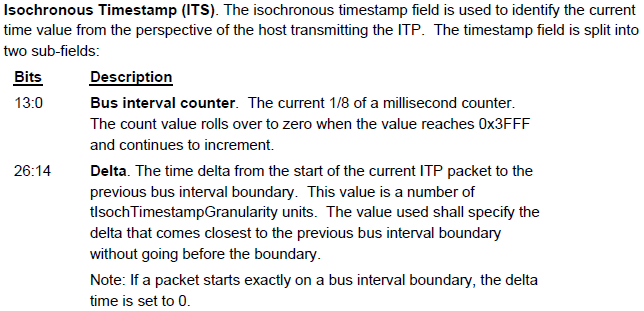 Isochronous Timestamp (ITS). The isochronous timestamp field is used to identify the current
time value from the perspective of the host transmitting the ITP. The timestamp field is split into
two sub-fields:
Bits Description
13:0 Bus interval counter. The current 1/8 of a millisecond counter.
The count value rolls over to zero when the value reaches 0x3FFF
and continues to increment.
26:14 Delta. The time delta from the start of the current ITP packet to the
previous bus interval boundary. This value is a number of
tIsochTimestampGranularity units. The value used shall specify the
delta that comes closest to the previous bus interval boundary
without going before the boundary.
Note: If a packet starts exactly on a bus interval boundary, the delta
time is set to 0.